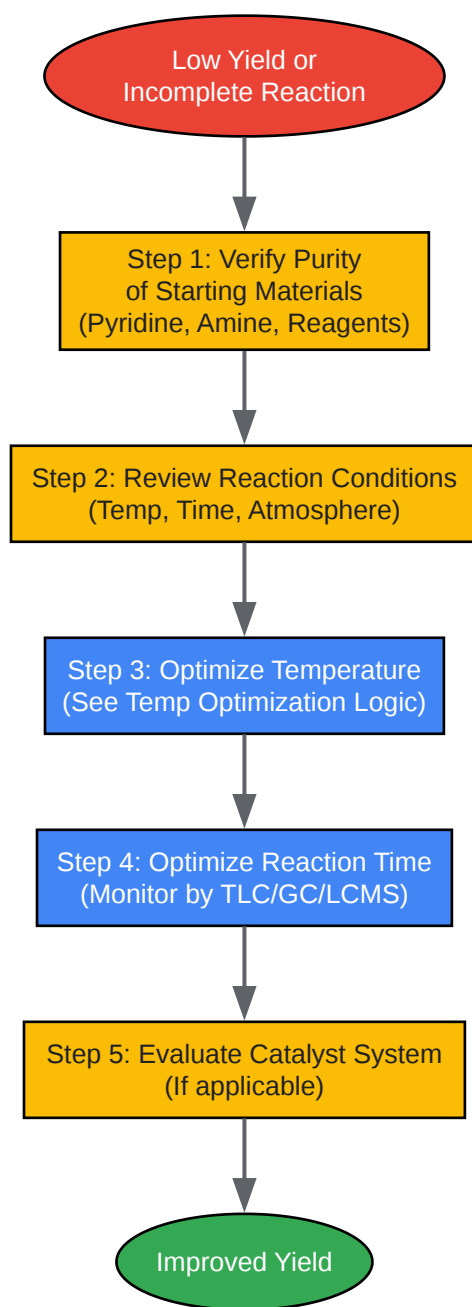 Low Yield or
Incomplete Reaction
Step 1: Verify Purity
of Starting Materials
(Pyridine, Amine, Reagents)
Step 2: Review Reaction Conditions
(Temp, Time, Atmosphere)
Step 3: Optimize Temperature
(See Temp Optimization Logic)
Step 4: Optimize Reaction Time
(Monitor by TLC/GC/LCMS)
Step 5: Evaluate Catalyst System
(If applicable)
Improved Yield